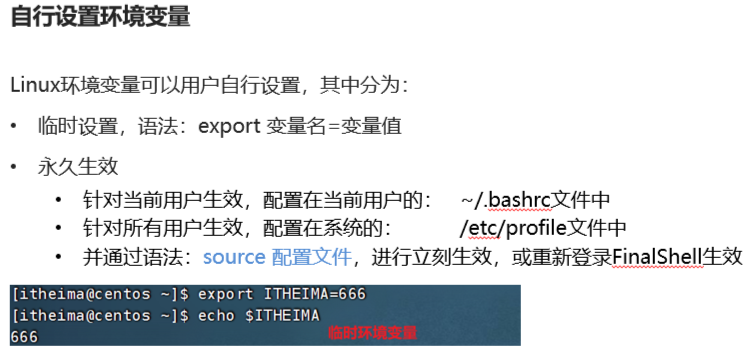 自行设置环境变量
Linux环境变量可以用户自行设置，其中分为：
• 临时设置，语法：export 变量名=变量值
• 永久生效
• 针对当前用户生效，配置在当前用户的： ~/.bashrc文件中
• 针对所有用户生效，配置在系统的： /etc/profile文件中
• 并通过语法：source 配置文件，进行立刻生效，或重新登录FinalShell生效
[itheima@centos ~]$ export ITHEIMA=666
[itheima@centos ~]$ echo $ITHEIMA
666
临时环境变量